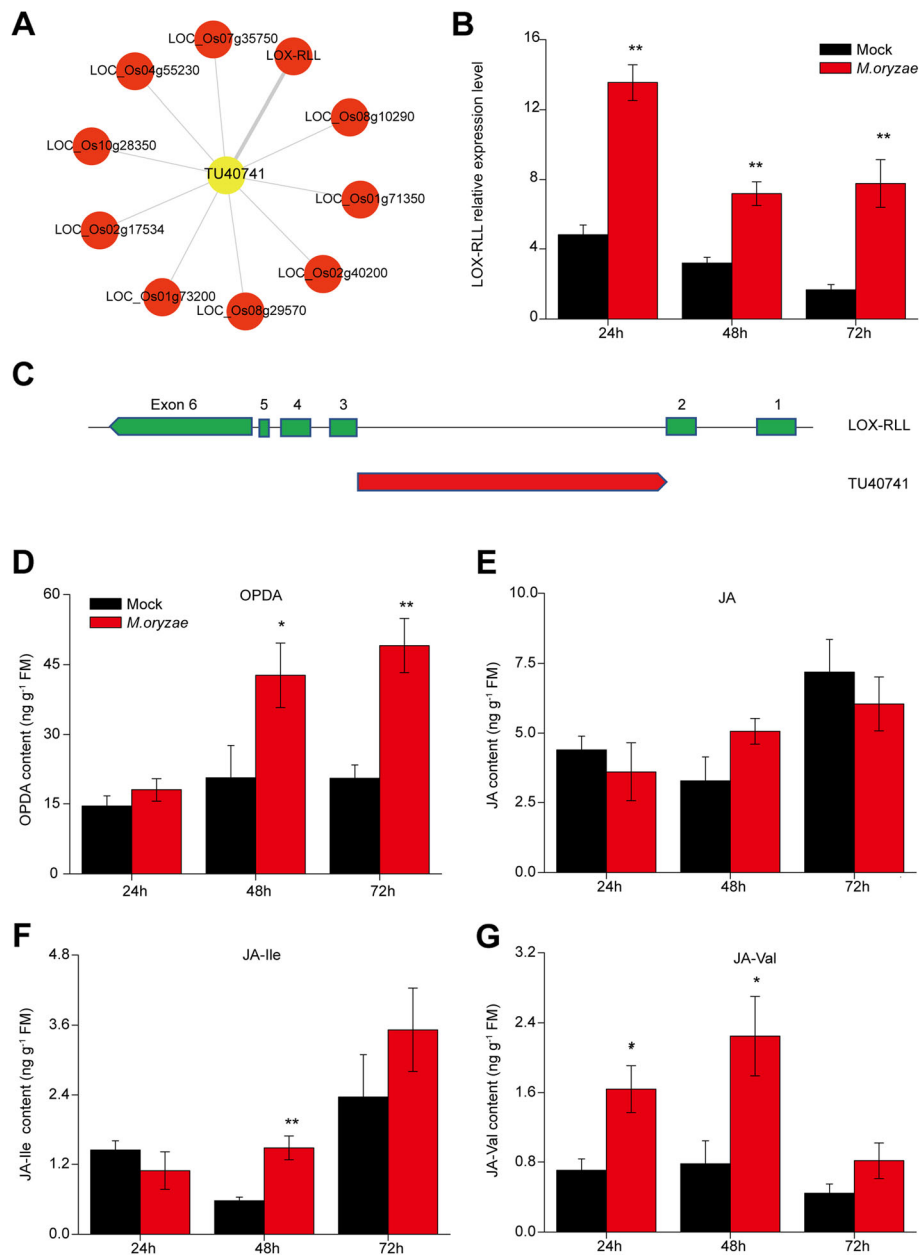 A
LOC_Os07g35750
LOX-RLL
LOC_Os04g55230
LOC_Os08g10290
LOC_Os10g28350
TU40741
LOC_Os01g71350
LOC_Os02g17534
LOC_Os02g40200
LOC_Os01g73200
LOC_Os08g29570
B
LOX-RLL relative expression level
16
12
8
4
0
**
**
**
Mock
M.oryzae
24h
48h
72h
C
Exon 6
5
4
3
2
1
LOX-RLL
TU40741
D
OPDA
OPDA content (ng g-1 FM)
60
45
30
15
0
Mock
M.oryzae
*
**
24h
48h
72h
E
JA
JA content (ng g-1 FM)
10.0
7.5
5.0
2.5
0.0
24h
48h
72h
F
JA-Ile
JA-Ile content (ng g-1 FM)
4.8
3.6
2.4
1.2
0.0
**
24h
48h
72h
G
JA-Val
JA-Val content (ng g-1 FM)
3.2
2.4
1.6
0.8
0.0
*
*
24h
48h
72h